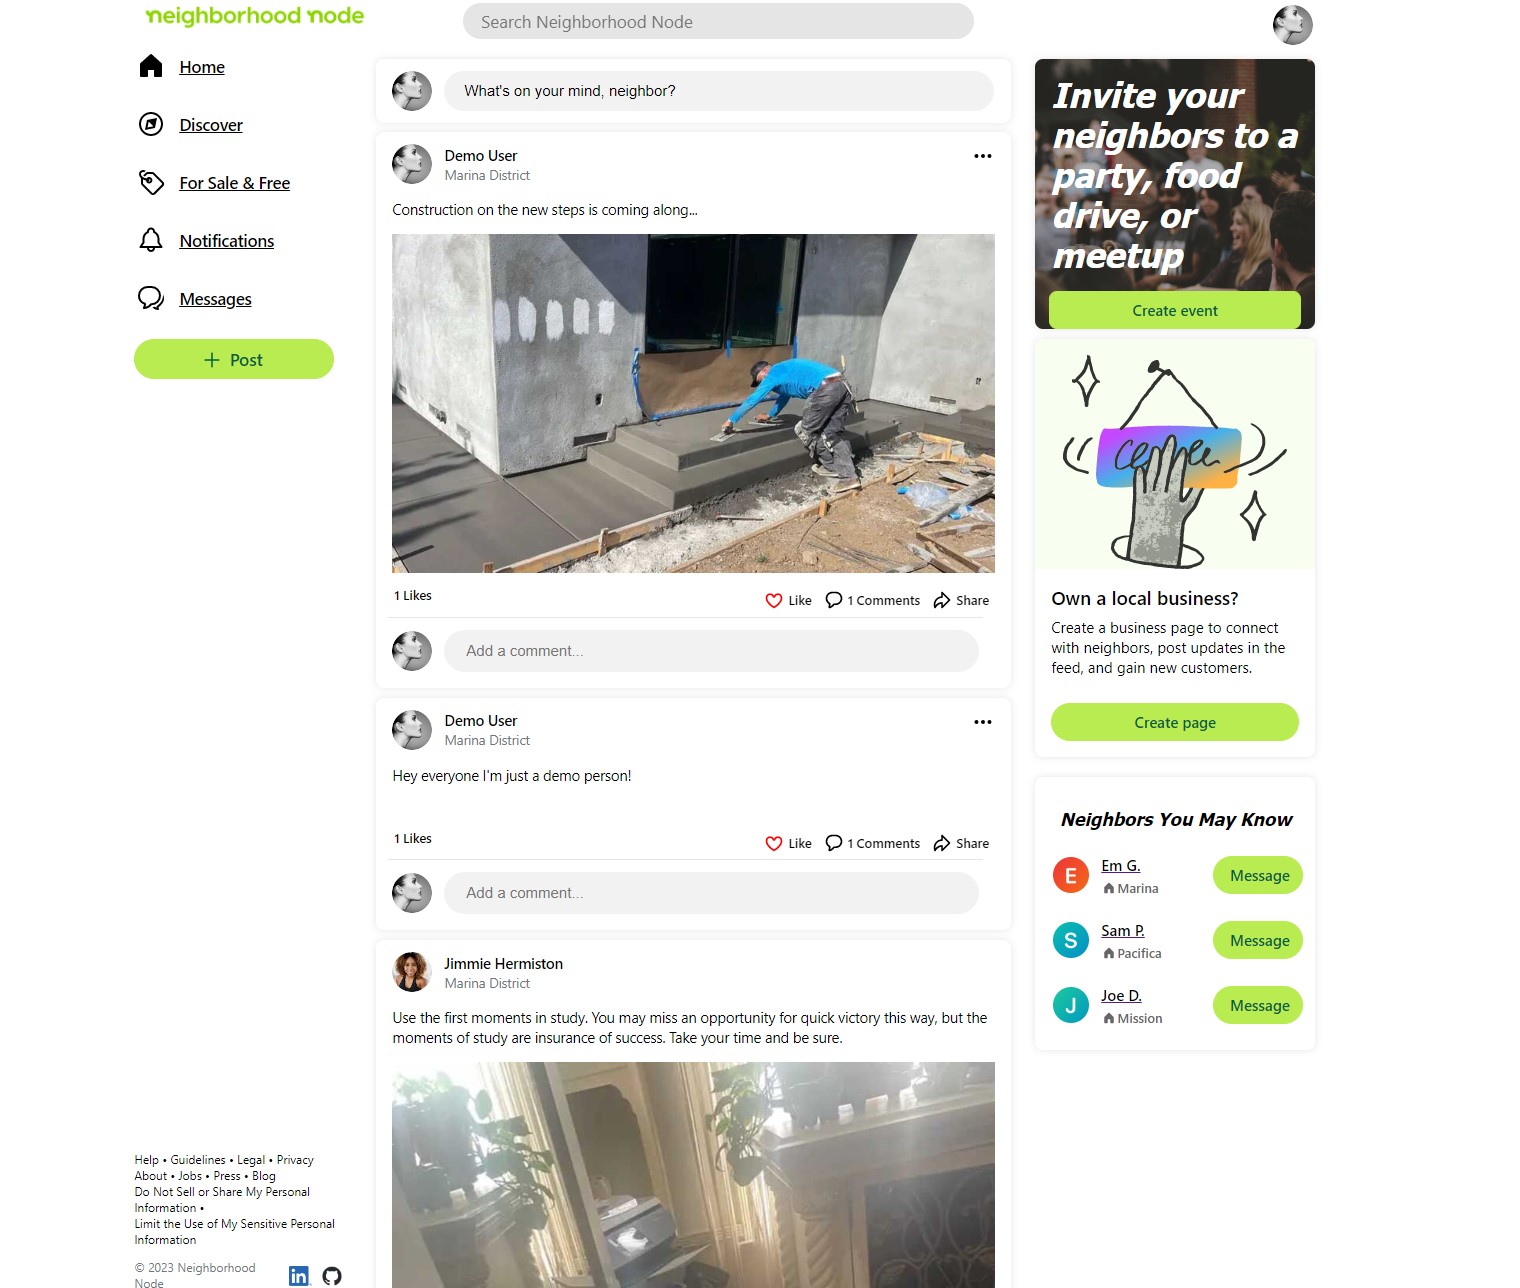 neighborhood node
Search Neighborhood Node
Home
Discover
For Sale & Free
Notifications
Messages
+ Post
What's on your mind, neighbor?
Demo User
Marina District
Construction on the new steps is coming along...
1 Likes
Like
1 Comments
Share
Add a comment...
Demo User
Marina District
Hey everyone I'm just a demo person!
1 Likes
Like
1 Comments
Share
Add a comment...
Jimmie Hermiston
Marina District
Use the first moments in study. You may miss an opportunity for quick victory this way, but the
moments of study are insurance of success. Take your time and be sure.
Invite your
neighbors to a
party, food
drive, or
meetup
Create event
Own a local business?
Create a business page to connect
with neighbors, post updates in the
feed, and gain new customers.
Create page
Neighbors You May Know
E
Em G.
Marina
Message
S
Sam P.
Pacifica
Message
J
Joe D.
Mission
Message
Help • Guidelines • Legal • Privacy
About • Jobs • Press • Blog
Do Not Sell or Share My Personal
Information •
Limit the Use of My Sensitive Personal
Information
© 2023 Neighborhood
Node
in